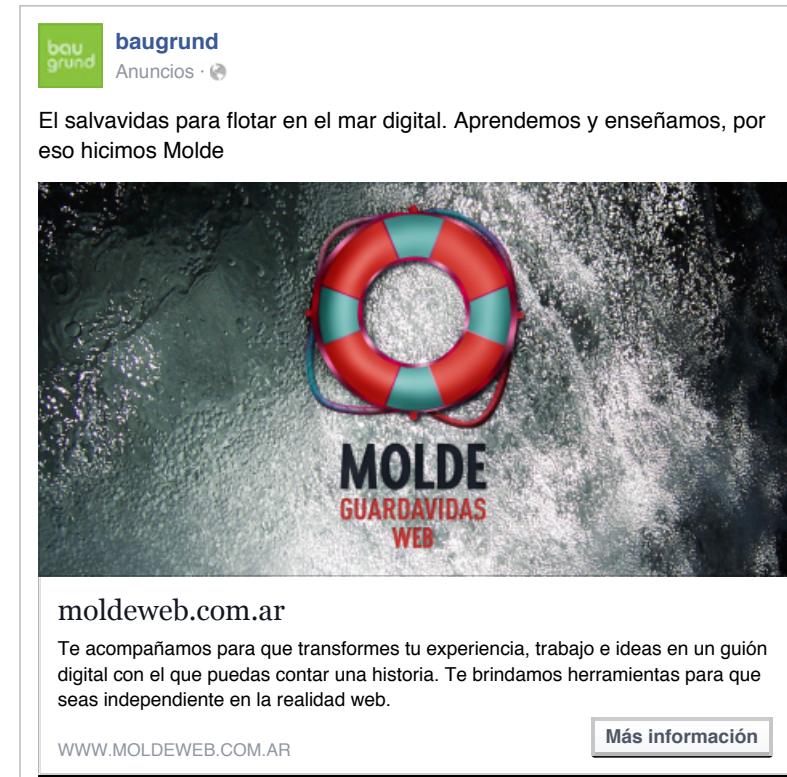 bau
grund
baugrund
Anuncios ·
El salvavidas para flotar en el mar digital. Aprendemos y enseñamos, por
eso hicimos Molde
MOLDE
GUARDAVIDAS
WEB
moldeweb.com.ar
Te acompañamos para que transformes tu experiencia, trabajo e ideas en un guión
digital con el que puedas contar una historia. Te brindamos herramientas para que
seas independiente en la realidad web.
WWW.MOLDEWEB.COM.AR
Más información